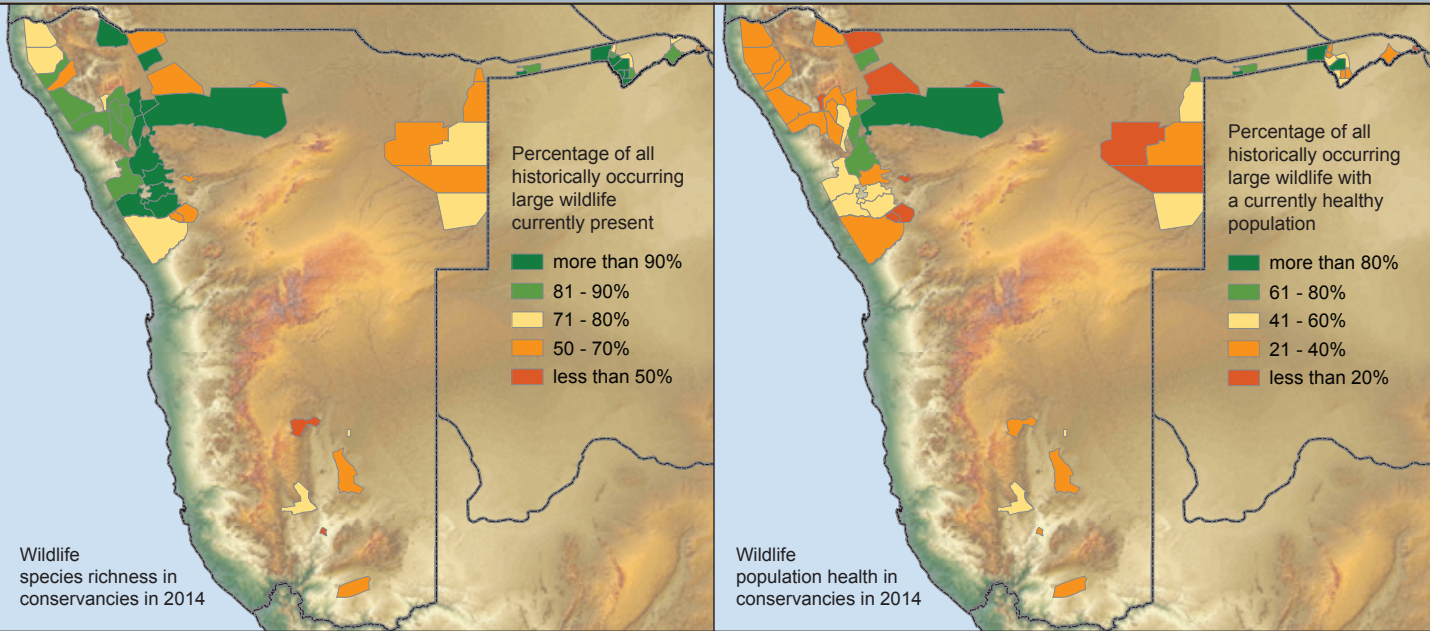 Percentage of all
historically occurring
large wildlife
currently present
more than 90%
81 - 90%
71 - 80%
50 - 70%
less than 50%
Wildlife
species richness in
conservancies in 2014
Percentage of all
historically occurring
large wildlife with
a currently healthy
population
more than 80%
61 - 80%
41 - 60%
21 - 40%
less than 20%
Wildlife
population health in
conservancies in 2014